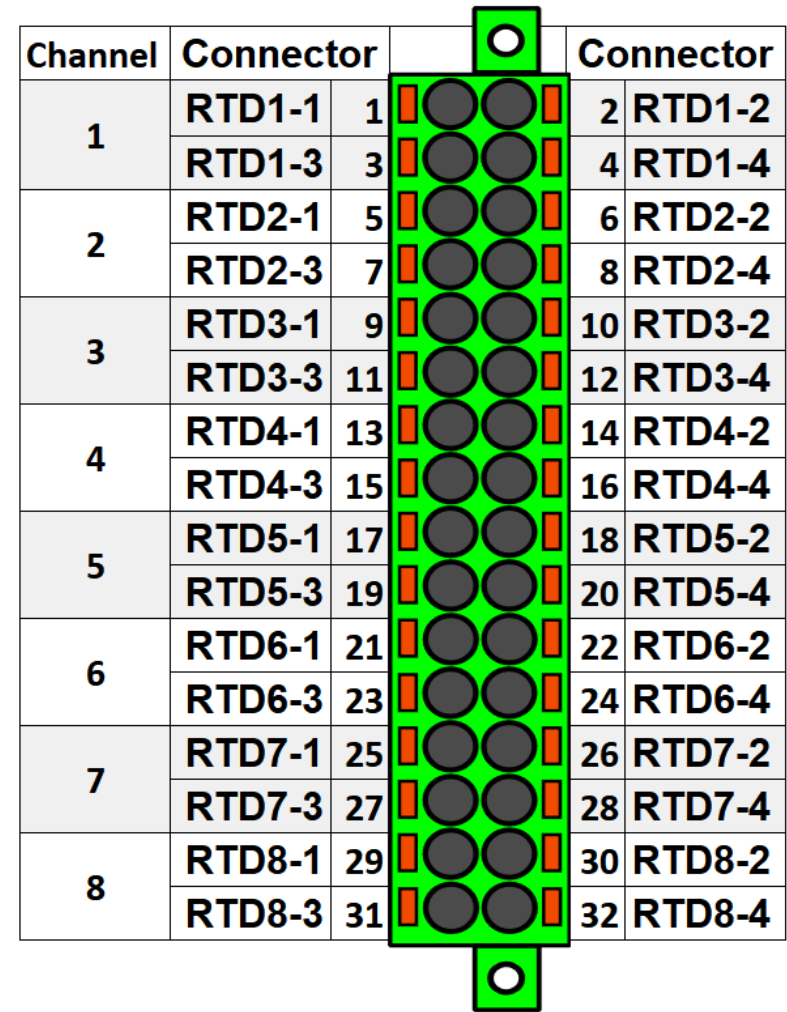 Channel Connector Connector
1 RTD1-1 1 2 RTD1-2
RTD1-3 3 4 RTD1-4
2 RTD2-1 5 6 RTD2-2
RTD2-3 7 8 RTD2-4
3 RTD3-1 9 10 RTD3-2
RTD3-3 11 12 RTD3-4
4 RTD4-1 13 14 RTD4-2
RTD4-3 15 16 RTD4-4
5 RTD5-1 17 18 RTD5-2
RTD5-3 19 20 RTD5-4
6 RTD6-1 21 22 RTD6-2
RTD6-3 23 24 RTD6-4
7 RTD7-1 25 26 RTD7-2
RTD7-3 27 28 RTD7-4
8 RTD8-1 29 30 RTD8-2
RTD8-3 31 32 RTD8-4